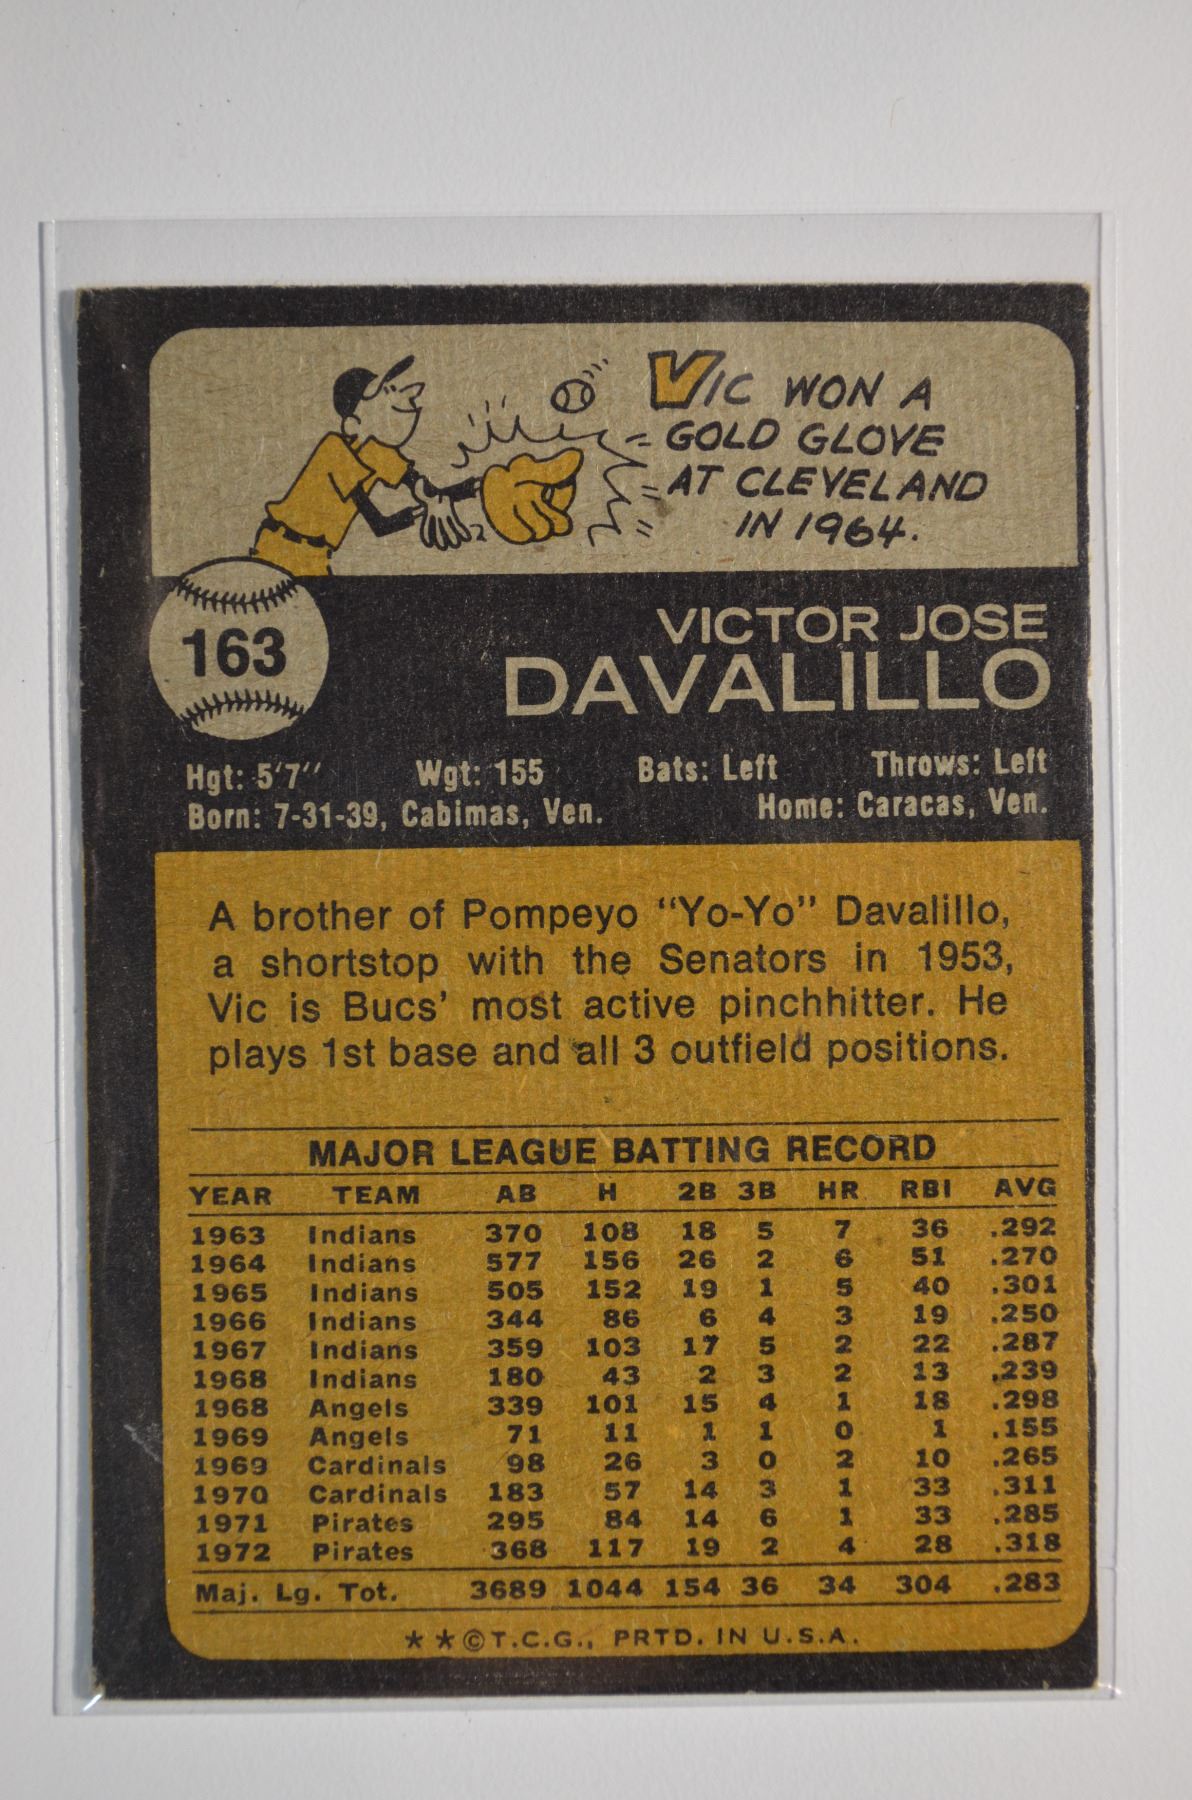 VIC WON A
GOLD GLOVE
AT CLEVELAND
IN 1964.
163
VICTOR JOSE
DAVALILLO
Hgt: 5'7'' Wgt: 155 Bats: Left Throws: Left
Born: 7-31-39, Cabimas, Ven. Home: Caracas, Ven.
A brother of Pompeyo "Yo-Yo" Davalillo,
a shortstop with the Senators in 1953,
Vic is Bucs' most active pinchhitter. He
plays 1st base and all 3 outfield positions.
MAJOR LEAGUE BATTING RECORD
YEAR TEAM AB H 2B 3B HR RBI AVG
1963 Indians 370 108 18 5 7 36 .292
1964 Indians 577 156 26 2 6 51 .270
1965 Indians 505 152 19 1 5 40 .301
1966 Indians 344 86 6 4 3 19 .250
1967 Indians 359 103 17 5 2 22 .287
1968 Indians 180 43 2 3 2 13 .239
1968 Angels 339 101 15 4 1 18 .298
1969 Angels 71 11 1 1 0 1 .155
1969 Cardinals 98 26 3 0 2 10 .265
1970 Cardinals 183 57 14 3 1 33 .311
1971 Pirates 295 84 14 6 1 33 .285
1972 Pirates 368 117 19 2 4 28 .318
Maj. Lg. Tot. 3689 1044 154 36 34 304 .283
★ ★ © T.C.G., PRTD. IN U.S.A.